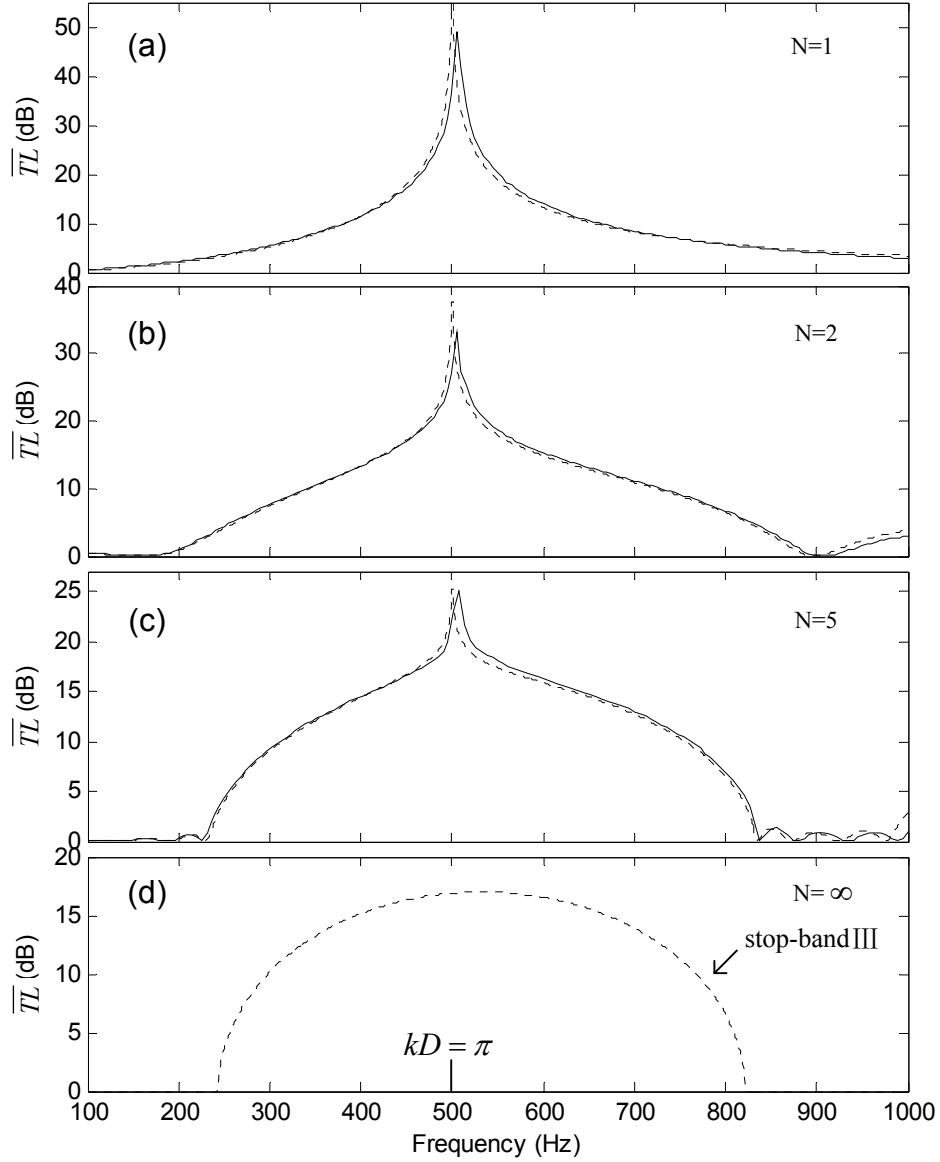 (a)
N=1
TL (dB)
50
40
30
20
10
0
(b)
N=2
TL (dB)
40
30
20
10
0
(c)
N=5
TL (dB)
25
20
15
10
5
0
(d)
N= ∞
stop-band III
TL (dB)
20
15
10
5
0
kD = π
100 200 300 400 500 600 700 800 900 1000
Frequency (Hz)